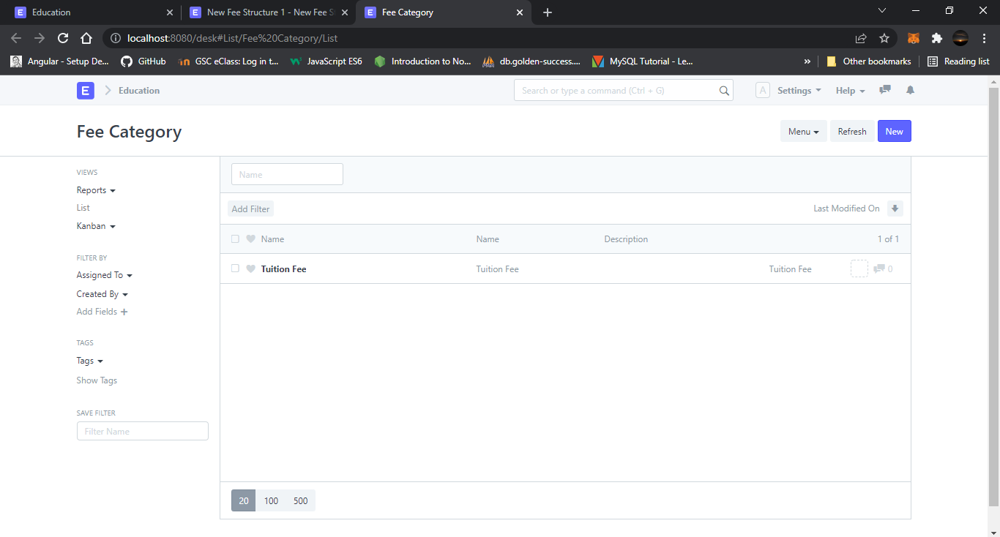 Education
New Fee Structure 1 - New Fee S
Fee Category
localhost:8080/desk#List/Fee%20Category/List
Angular - Setup De...
GitHub
GSC eClass: Log in t...
JavaScript ES6
Introduction to No...
db.golden-success....
MySQL Tutorial - Le...
»
Other bookmarks
Reading list
E
Education
Search or type a command (Ctrl + G)
A
Settings
Help
Fee Category
Menu
Refresh
New
VIEWS
Reports
List
Kanban
FILTER BY
Assigned To
Created By
Add Fields +
TAGS
Tags
Show Tags
SAVE FILTER
Filter Name
Name
Add Filter
Last Modified On
Name
Name
Description
1 of 1
Tuition Fee
Tuition Fee
Tuition Fee
0
20
100
500